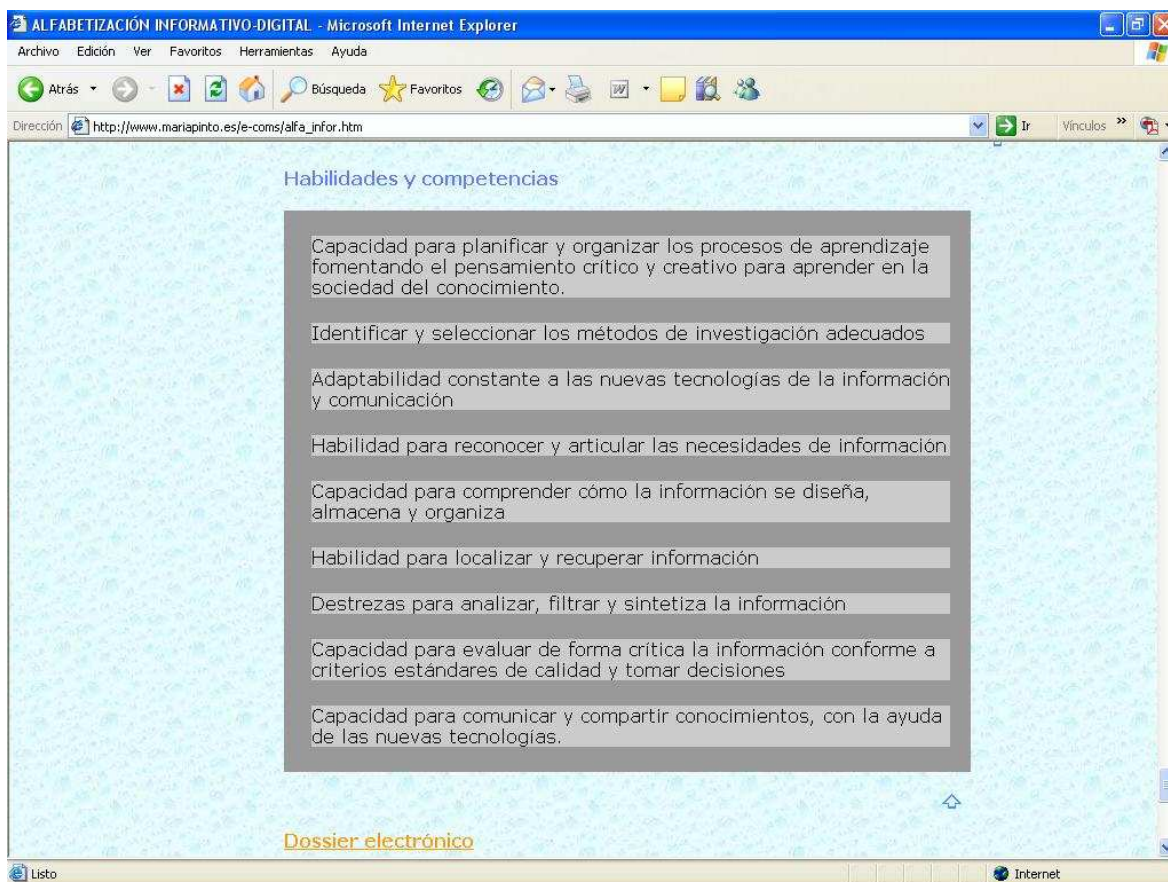 ALFABETIZACIÓN INFORMATIVO-DIGITAL - Microsoft Internet Explorer
Archivo Edición Ver Favoritos Herramientas Ayuda
Atrás Búsqueda Favoritos
Dirección http://www.mariapinto.es/e-coms/alfa_infor.htm Ir Vínculos »
Habilidades y competencias
Capacidad para planificar y organizar los procesos de aprendizaje
fomentando el pensamiento crítico y creativo para aprender en la
sociedad del conocimiento.
Identificar y seleccionar los métodos de investigación adecuados
Adaptabilidad constante a las nuevas tecnologías de la información
y comunicación
Habilidad para reconocer y articular las necesidades de información
Capacidad para comprender cómo la información se diseña,
almacena y organiza
Habilidad para localizar y recuperar información
Destrezas para analizar, filtrar y sintetiza la información
Capacidad para evaluar de forma crítica la información conforme a
criterios estándares de calidad y tomar decisiones
Capacidad para comunicar y compartir conocimientos, con la ayuda
de las nuevas tecnologías.
Dossier electrónico
Listo Internet